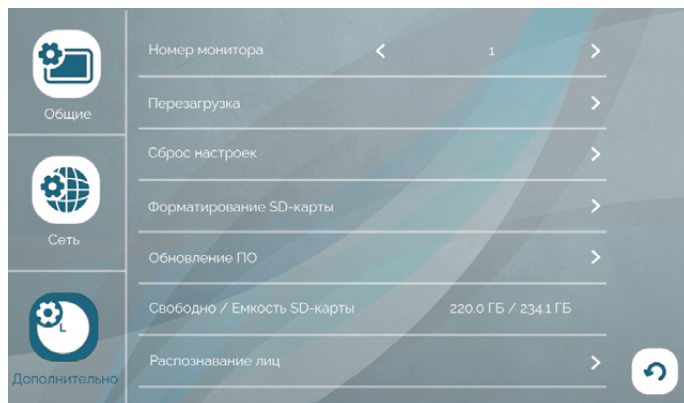 Общие
Сеть
Дополнительно
Номер монитора 1
Перезагрузка
Сброс настроек
Форматирование SD-карты
Обновление ПО
Свободно / Емкость SD-карты 220.0 ГБ / 234.1 ГБ
Распознавание лиц